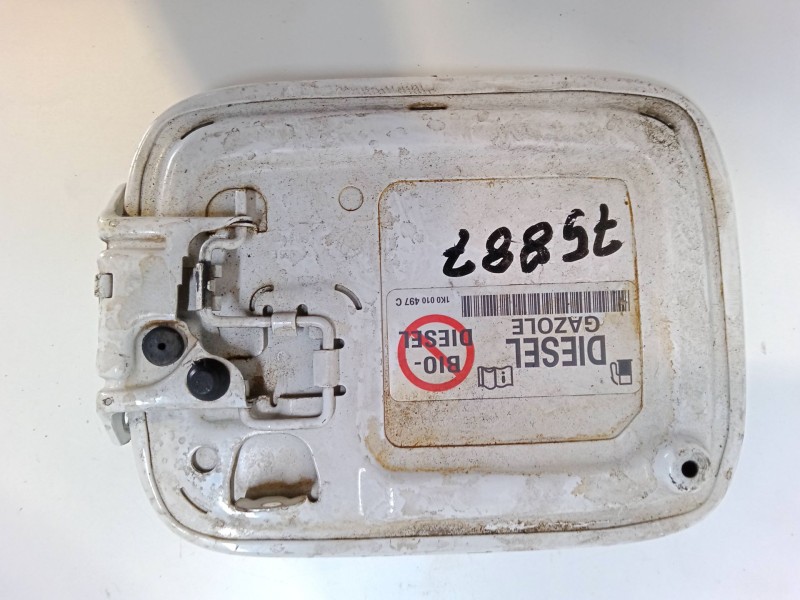 DIESEL
GAZOLE
BIO-
DIESEL
1K0 010 497 C
75887